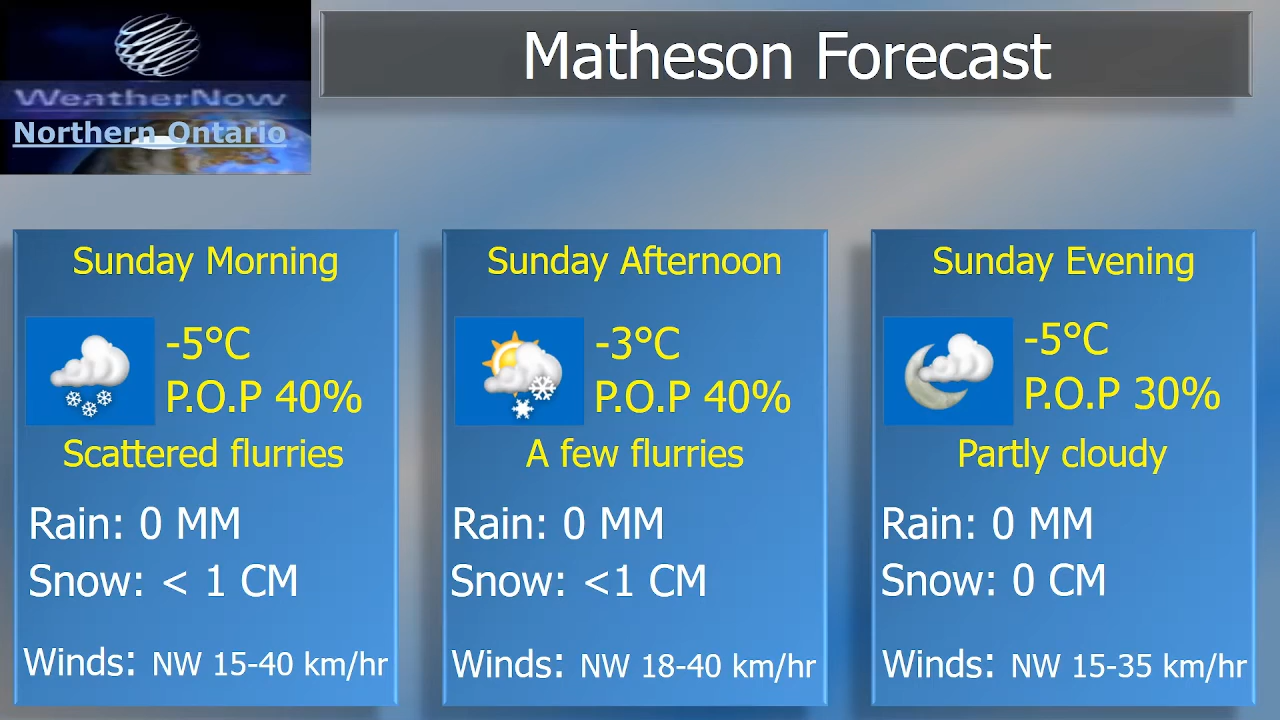 WeatherNow
Northern Ontario
Matheson Forecast
Sunday Morning
-5°C
P.O.P 40%
Scattered flurries
Rain: 0 MM
Snow: < 1 CM
Winds: NW 15-40 km/hr
Sunday Afternoon
-3°C
P.O.P 40%
A few flurries
Rain: 0 MM
Snow: <1 CM
Winds: NW 18-40 km/hr
Sunday Evening
-5°C
P.O.P 30%
Partly cloudy
Rain: 0 MM
Snow: 0 CM
Winds: NW 15-35 km/hr